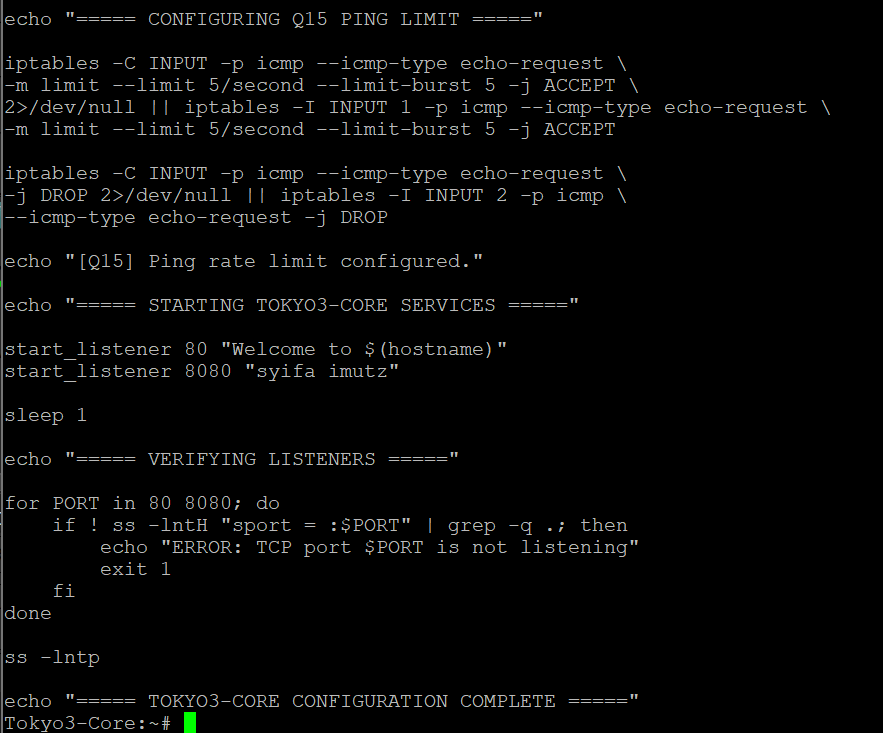 echo "===== CONFIGURING Q15 PING LIMIT ====="
iptables -C INPUT -p icmp --icmp-type echo-request \
-m limit --limit 5/second --limit-burst 5 -j ACCEPT \
2>/dev/null || iptables -I INPUT 1 -p icmp --icmp-type echo-request \
-m limit --limit 5/second --limit-burst 5 -j ACCEPT
iptables -C INPUT -p icmp --icmp-type echo-request \
-j DROP 2>/dev/null || iptables -I INPUT 2 -p icmp \
--icmp-type echo-request -j DROP
echo "[Q15] Ping rate limit configured."
echo "===== STARTING TOKYO3-CORE SERVICES ====="
start_listener 80 "Welcome to $(hostname)"
start_listener 8080 "syifa imutz"
sleep 1
echo "===== VERIFYING LISTENERS ====="
for PORT in 80 8080; do
    if ! ss -lntH "sport = :$PORT" | grep -q .; then
        echo "ERROR: TCP port $PORT is not listening"
        exit 1
    fi
done
ss -lntp
echo "===== TOKYO3-CORE CONFIGURATION COMPLETE ====="
Tokyo3-Core:~#